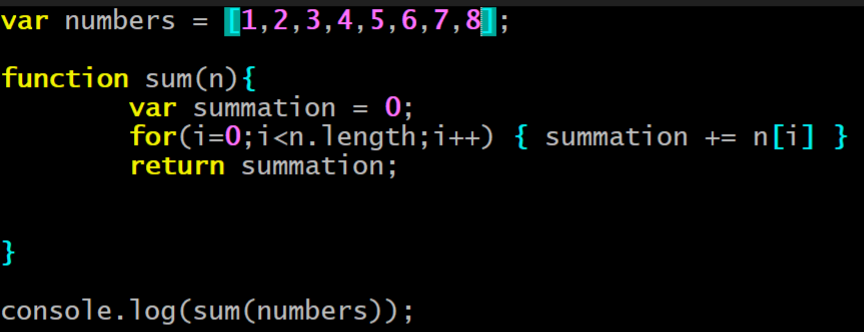 var numbers = [1,2,3,4,5,6,7,8];
function sum(n){
var summation = 0;
for(i=0;i<n.length;i++) { summation += n[i] }
return summation;
}
console.log(sum(numbers));